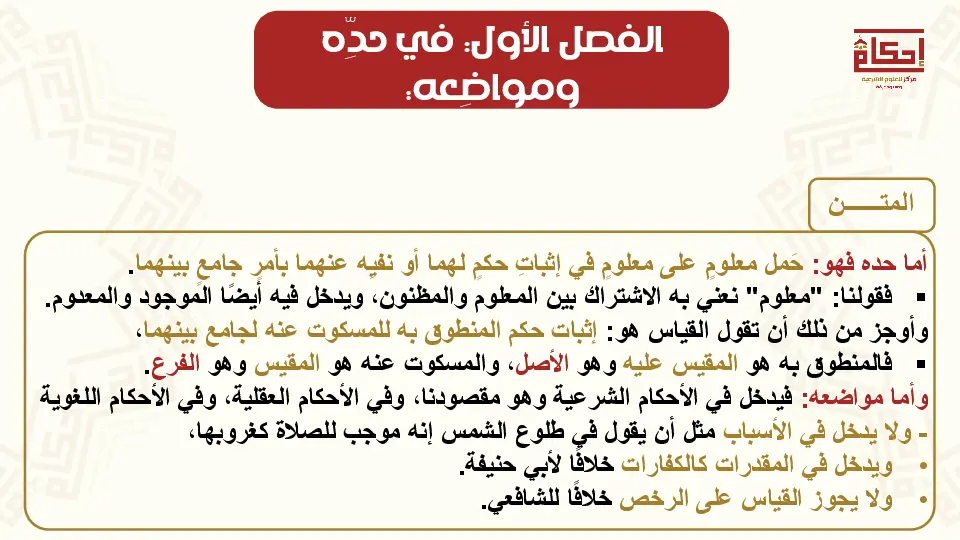 الفصل الأول: في حدِّه
ومواضِعه:
إحكام
مركز للعلوم الشرعية
المتـــــن
أما حده فهو: حَمل معلومٍ على معلومٍ في إثباتِ حكمٍ لهما أو نفيِه عنهما بأمرٍ جامعٍ بينهما.
▪ فقولنا: "معلوم" نعني به الاشتراك بين المعلوم والمظنون، ويدخل فيه أيضًا الموجود والمعدوم.
وأوجز من ذلك أن تقول القياس هو: إثبات حكم المنطوق به للمسكوت عنه لجامع بينهما،
▪ فالمنطوق به هو المقيس عليه وهو الأصل، والمسكوت عنه هو المقيس وهو الفرع.
وأما مواضعه: فيدخل في الأحكام الشرعية وهو مقصودنا، وفي الأحكام العقلية، وفي الأحكام اللغوية
- ولا يدخل في الأسباب مثل أن يقول في طلوع الشمس إنه موجب للصلاة كغروبها،
• ويدخل في المقدرات كالكفارات خلافًا لأبي حنيفة.
• ولا يجوز القياس على الرخص خلافًا للشافعي.